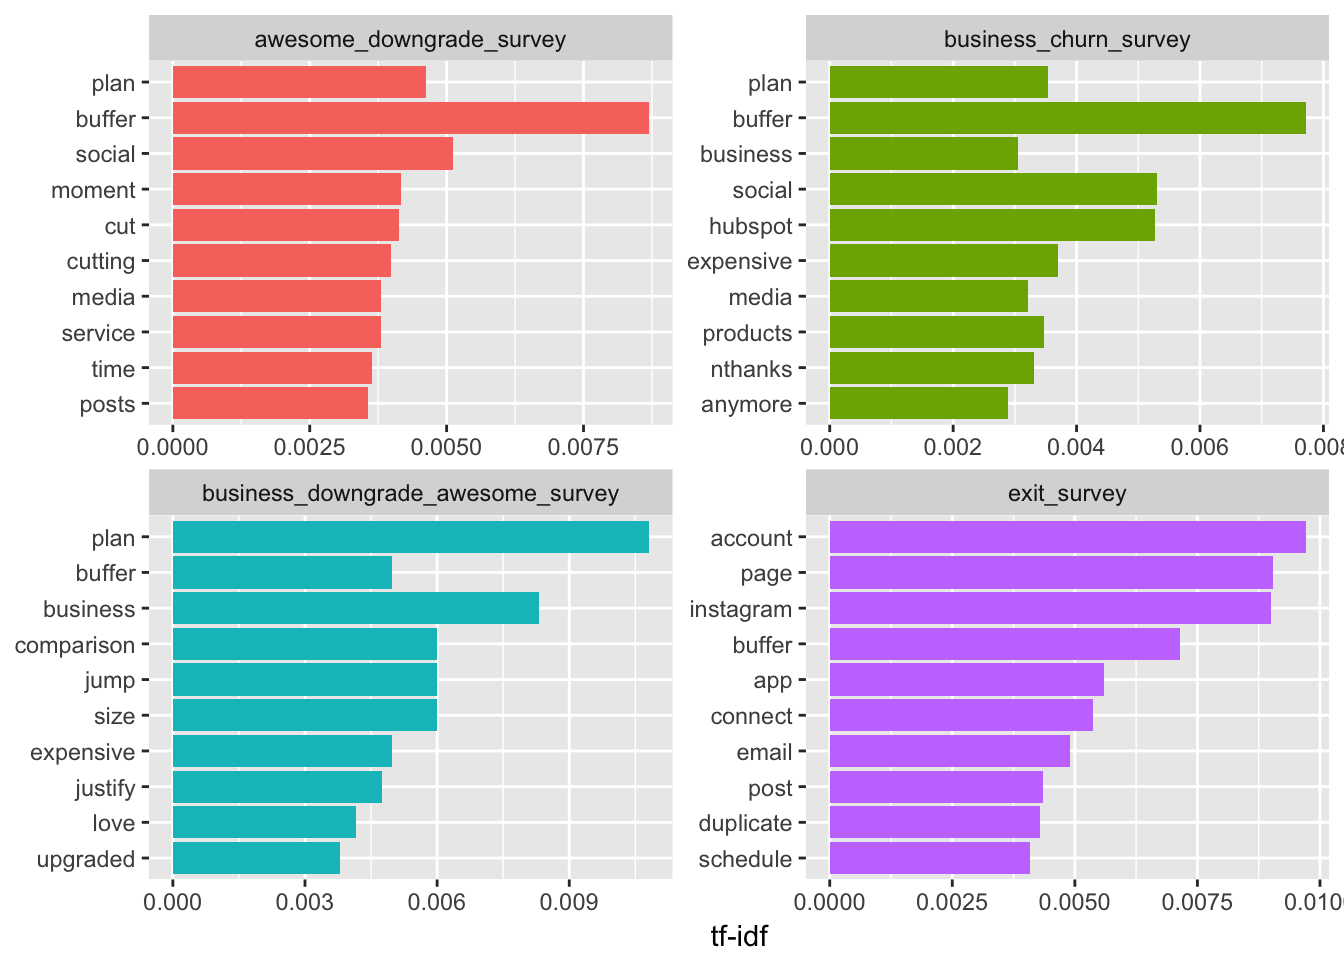 awesome_downgrade_survey
plan
buffer
social
moment
cut
cutting
media
service
time
posts
0.0000 0.0025 0.0050 0.0075
business_churn_survey
plan
buffer
business
social
hubspot
expensive
media
products
nthanks
anymore
0.000 0.002 0.004 0.006 0.008
business_downgrade_awesome_survey
plan
buffer
business
comparison
jump
size
expensive
justify
love
upgraded
0.000 0.003 0.006 0.009
exit_survey
account
page
instagram
buffer
app
connect
email
post
duplicate
schedule
0.0000 0.0025 0.0050 0.0075 0.010
tf-idf